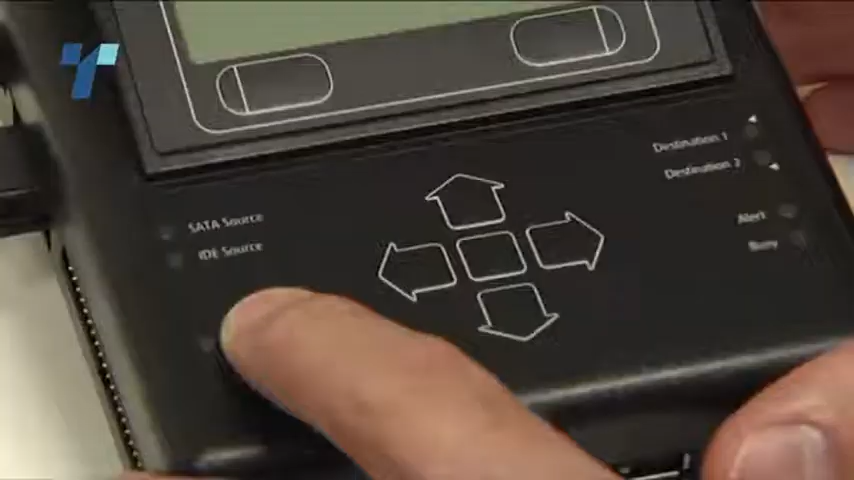 SATA Source
IDE Source
Destination 1
Destination 2
Alert
Busy